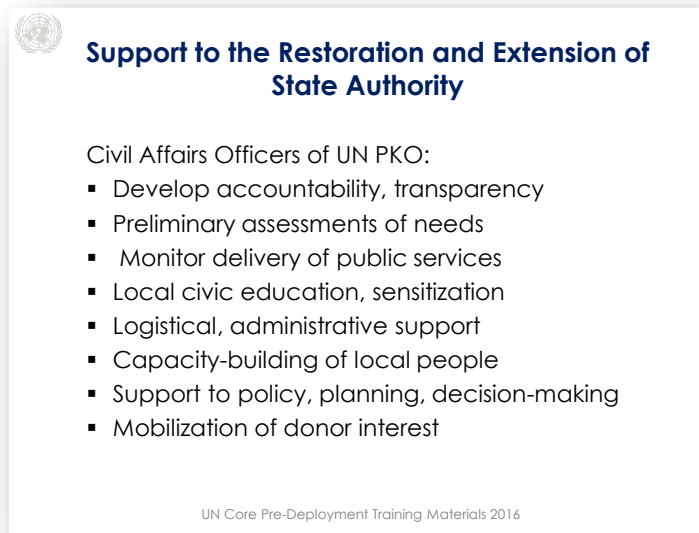 Support to the Restoration and Extension of
State Authority
Civil Affairs Officers of UN PKO:
▪ Develop accountability, transparency
▪ Preliminary assessments of needs
▪ Monitor delivery of public services
▪ Local civic education, sensitization
▪ Logistical, administrative support
▪ Capacity-building of local people
▪ Support to policy, planning, decision-making
▪ Mobilization of donor interest
UN Core Pre-Deployment Training Materials 2016